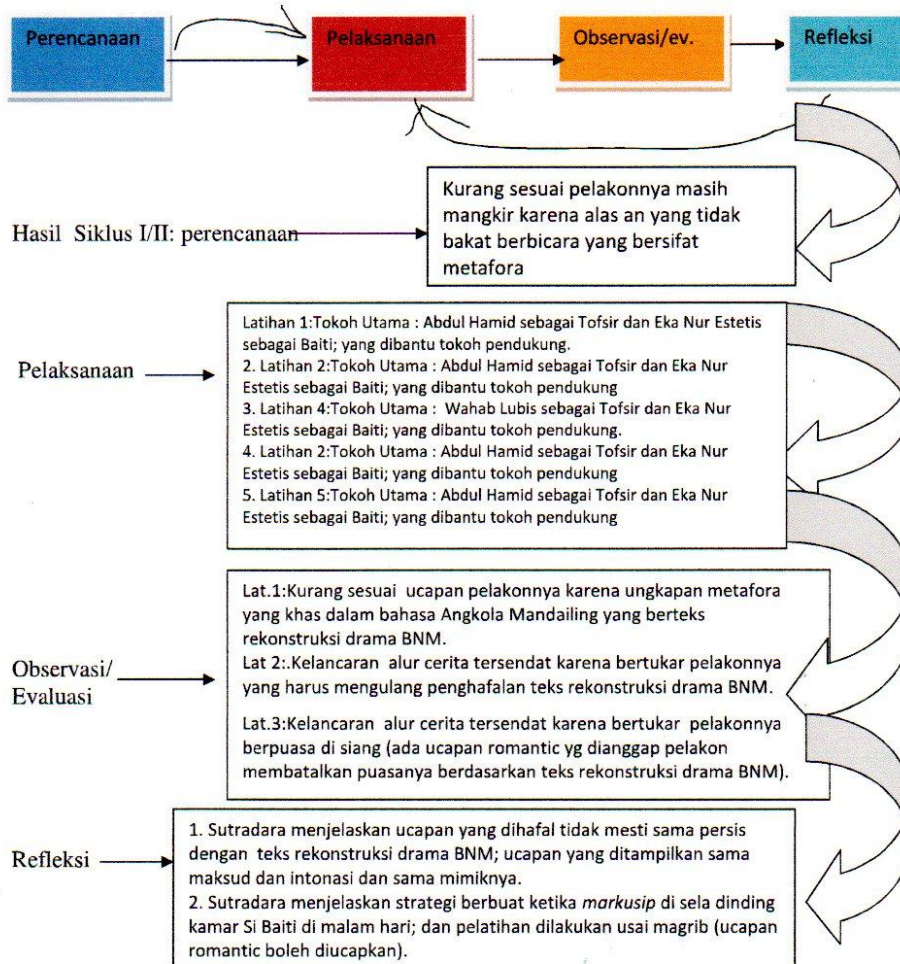 Perencanaan
Pelaksanaan
Observasi/ev.
Refleksi
Hasil Siklus I/II: perencanaan
Kurang sesuai pelakonnya masih
mangkir karena alas an yang tidak
bakat berbicara yang bersifat
metafora
Pelaksanaan
Latihan 1:Tokoh Utama : Abdul Hamid sebagai Tofsir dan Eka Nur Estetis
sebagai Baiti; yang dibantu tokoh pendukung.
2. Latihan 2:Tokoh Utama : Abdul Hamid sebagai Tofsir dan Eka Nur
Estetis sebagai Baiti; yang dibantu tokoh pendukung
3. Latihan 4:Tokoh Utama : Wahab Lubis sebagai Tofsir dan Eka Nur
Estetis sebagai Baiti; yang dibantu tokoh pendukung.
4. Latihan 2:Tokoh Utama : Abdul Hamid sebagai Tofsir dan Eka Nur
Estetis sebagai Baiti; yang dibantu tokoh pendukung
5. Latihan 5:Tokoh Utama : Abdul Hamid sebagai Tofsir dan Eka Nur
Estetis sebagai Baiti; yang dibantu tokoh pendukung
Observasi/
Evaluasi
Lat.1:Kurang sesuai ucapan pelakonnya karena ungkapan metafora
yang khas dalam bahasa Angkola Mandailing yang berteks
rekonstruksi drama BNM.
Lat 2:.Kelancaran alur cerita tersendat karena bertukar pelakonnya
yang harus mengulang penghafalan teks rekonstruksi drama BNM.
Lat.3:Kelancaran alur cerita tersendat karena bertukar pelakonnya
berpuasa di siang (ada ucapan romantic yg dianggap pelakon
membatalkan puasanya berdasarkan teks rekonstruksi drama BNM).
Refleksi
1. Sutradara menjelaskan ucapan yang dihafal tidak mesti sama persis
dengan teks rekonstruksi drama BNM; ucapan yang ditampilkan sama
maksud dan intonasi dan sama mimiknya.
2. Sutradara menjelaskan strategi berbuat ketika markusip di sela dinding
kamar Si Baiti di malam hari; dan pelatihan dilakukan usai magrib (ucapan
romantic boleh diucapkan).